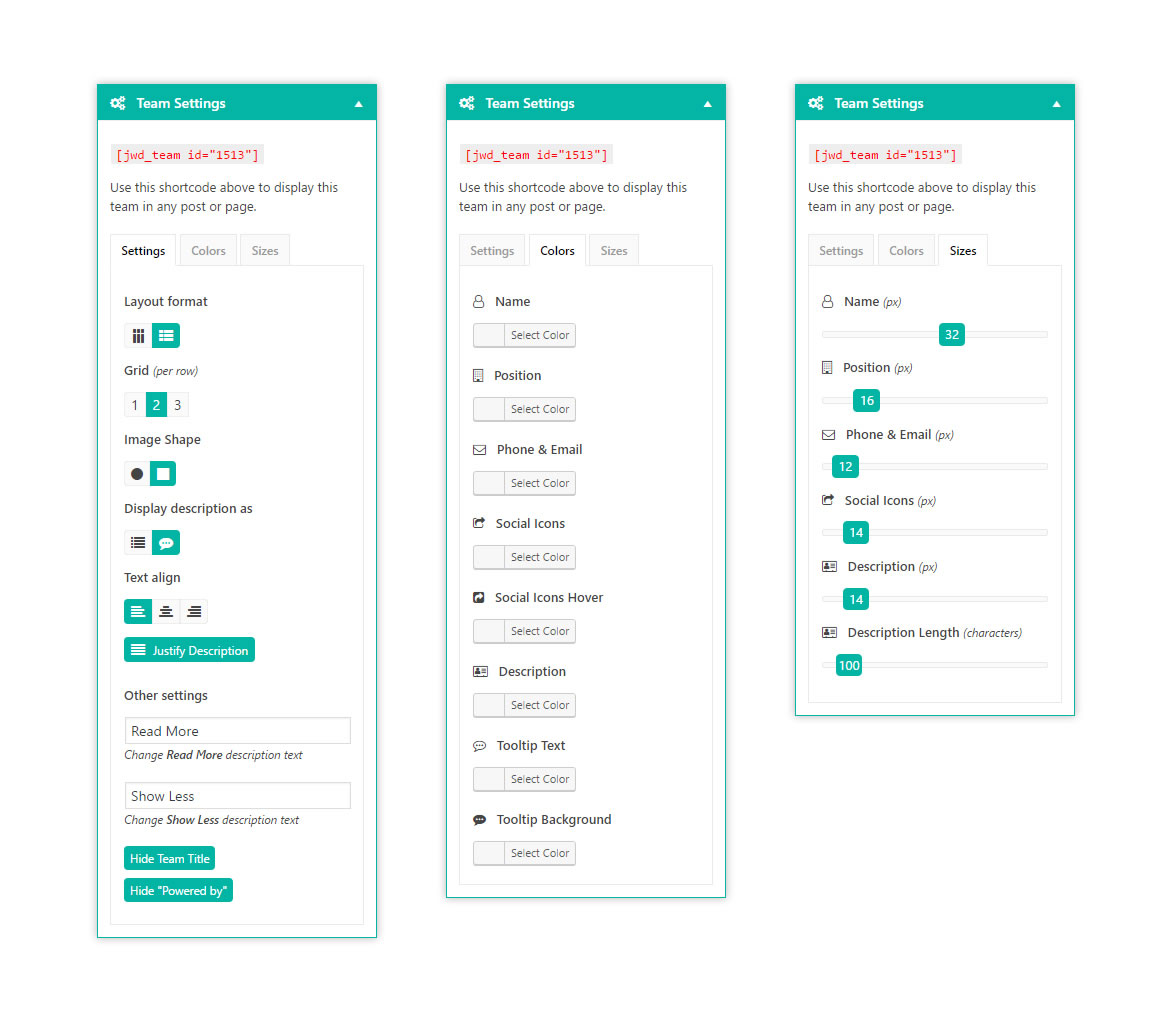 Team Settings
[jwd_team id="1513"]
Use this shortcode above to display this
team in any post or page.
Settings Colors Sizes
Layout format
Grid (per row)
1 2 3
Image Shape
Display description as
Text align
Justify Description
Other settings
Read More
Change Read More description text
Show Less
Change Show Less description text
Hide Team Title
Hide "Powered by"
Team Settings
[jwd_team id="1513"]
Use this shortcode above to display this
team in any post or page.
Settings Colors Sizes
Name
Select Color
Position
Select Color
Phone & Email
Select Color
Social Icons
Select Color
Social Icons Hover
Select Color
Description
Select Color
Tooltip Text
Select Color
Tooltip Background
Select Color
Team Settings
[jwd_team id="1513"]
Use this shortcode above to display this
team in any post or page.
Settings Colors Sizes
Name (px)
32
Position (px)
16
Phone & Email (px)
12
Social Icons (px)
14
Description (px)
14
Description Length (characters)
100